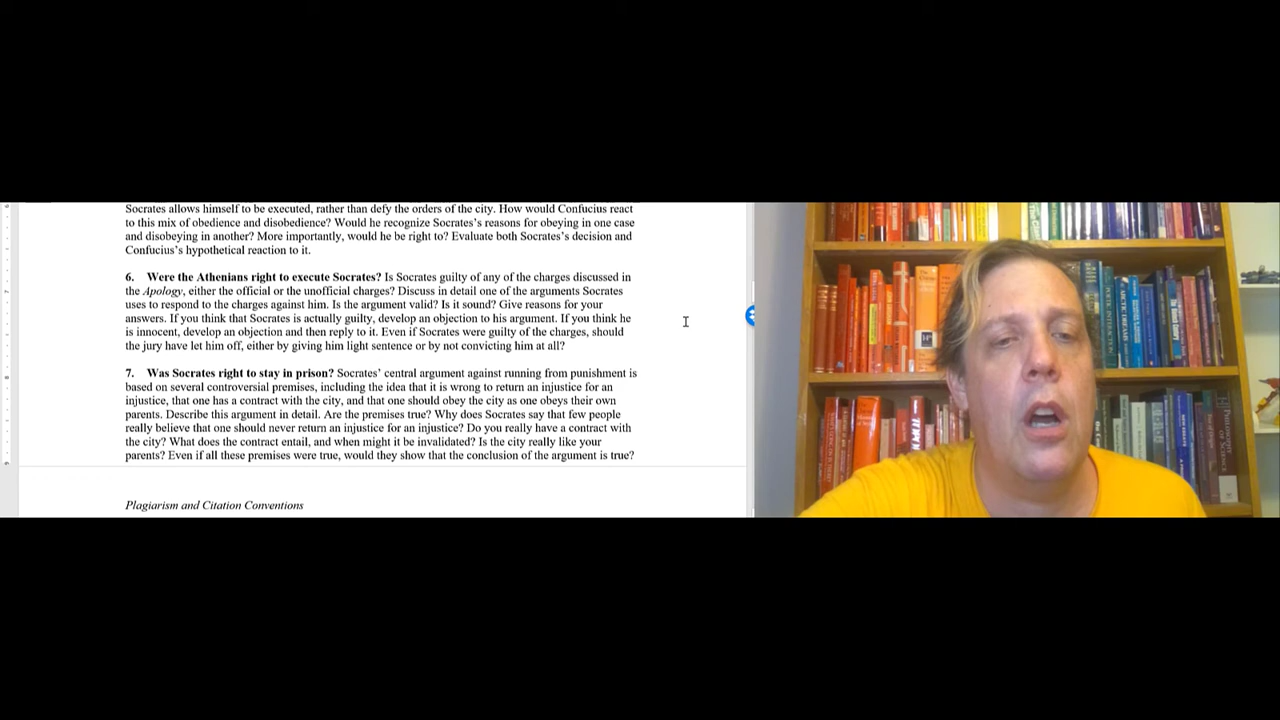 Socrates allows himself to be executed, rather than defy the orders of the city. How would Confucius react
to this mix of obedience and disobedience? Would he recognize Socrates's reasons for obeying in one case
and disobeying in another? More importantly, would he be right to? Evaluate both Socrates's decision and
Confucius's hypothetical reaction to it.
6. Were the Athenians right to execute Socrates? Is Socrates guilty of any of the charges discussed in
the Apology, either the official or the unofficial charges? Discuss in detail one of the arguments Socrates
uses to respond to the charges against him. Is the argument valid? Is it sound? Give reasons for your
answers. If you think that Socrates is actually guilty, develop an objection to his argument. If you think he
is innocent, develop an objection and then reply to it. Even if Socrates were guilty of the charges, should
the jury have let him off, either by giving him light sentence or by not convicting him at all?
7. Was Socrates right to stay in prison? Socrates' central argument against running from punishment is
based on several controversial premises, including the idea that it is wrong to return an injustice for an
injustice, that one has a contract with the city, and that one should obey the city as one obeys their own
parents. Describe this argument in detail. Are the premises true? Why does Socrates say that few people
really believe that one should never return an injustice for an injustice? Do you really have a contract with
the city? What does the contract entail, and when might it be invalidated? Is the city really like your
parents? Even if all these premises were true, would they show that the conclusion of the argument is true?
Plagiarism and Citation Conventions
ARCTIC DREAMS
PHILOSOPHY
OF SCIENCE